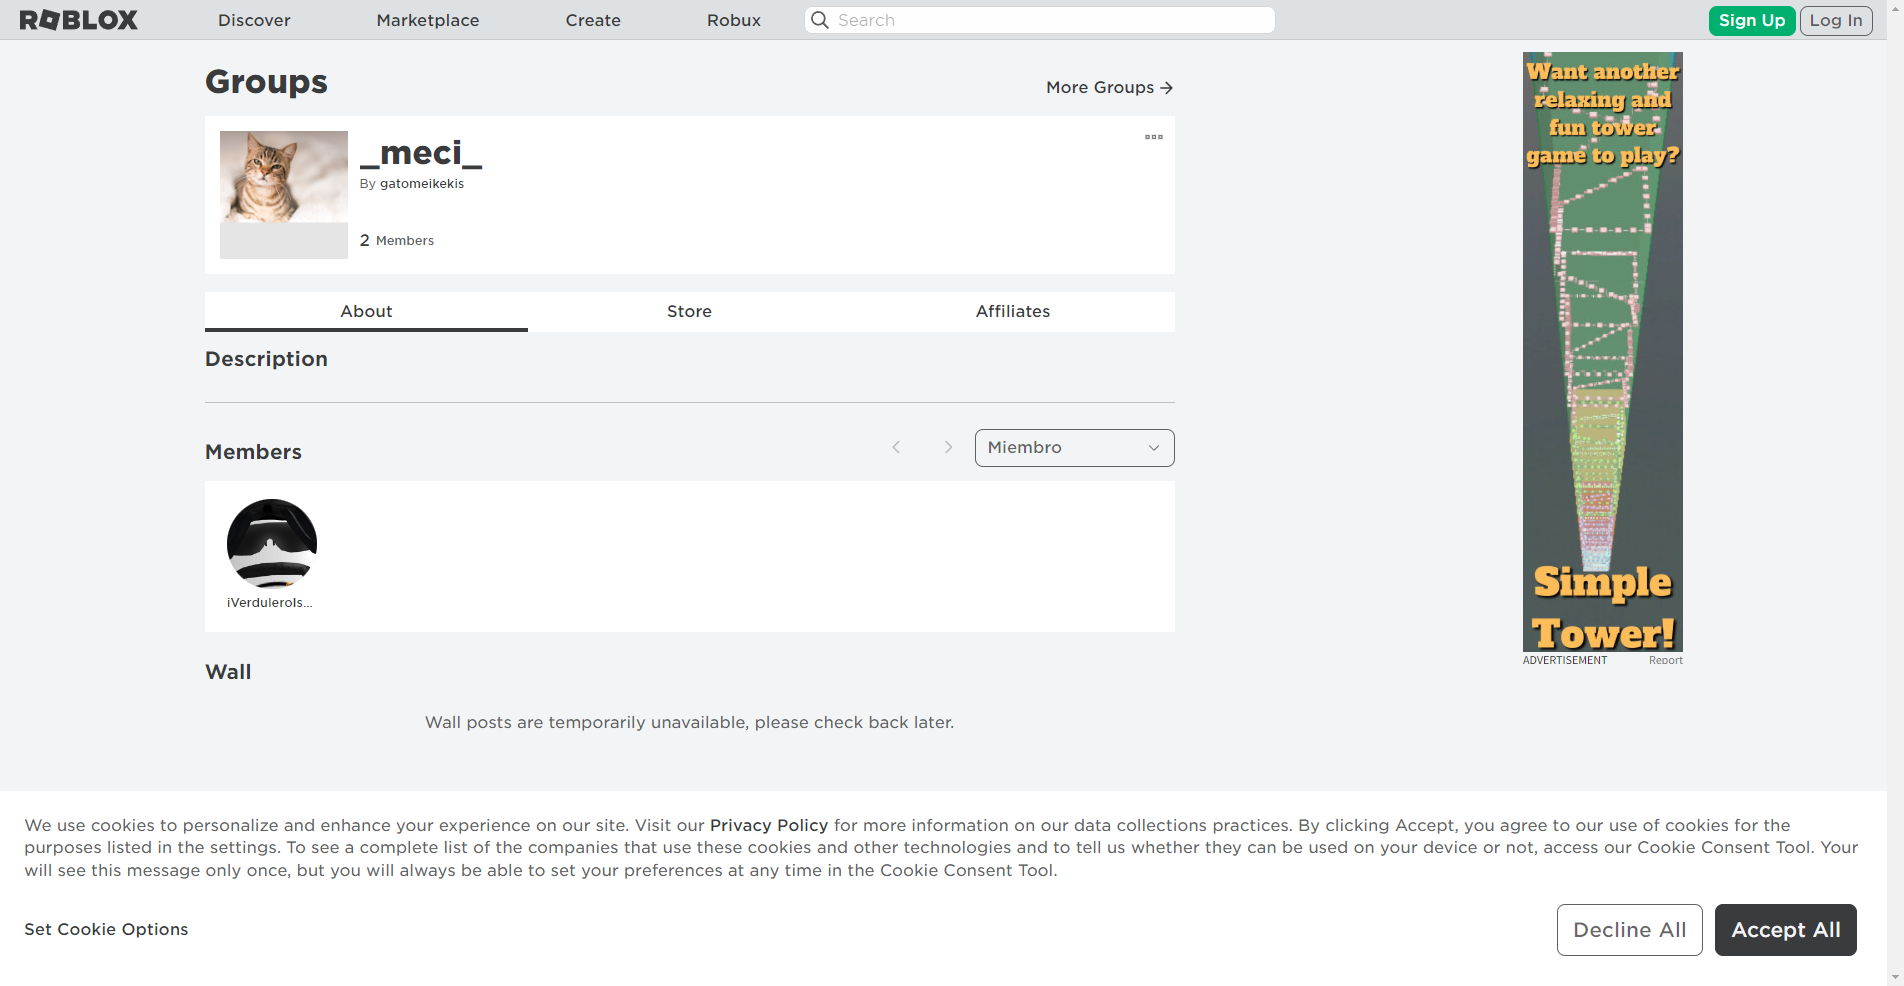 ROBLOX
Discover
Marketplace
Create
Robux
Search
Sign Up
Log In
Groups
More Groups
_meci_
By gatomeikekis
2 Members
About
Store
Affiliates
Description
Members
Miembro
iVerduleroIs...
Wall
Wall posts are temporarily unavailable, please check back later.
Want another
relaxing and
fun tower
game to play?
Simple
Tower!
ADVERTISEMENT
Report
We use cookies to personalize and enhance your experience on our site. Visit our Privacy Policy for more information on our data collections practices. By clicking Accept, you agree to our use of cookies for the
purposes listed in the settings. To see a complete list of the companies that use these cookies and other technologies and to tell us whether they can be used on your device or not, access our Cookie Consent Tool. Your
will see this message only once, but you will always be able to set your preferences at any time in the Cookie Consent Tool.
Set Cookie Options
Decline All
Accept All